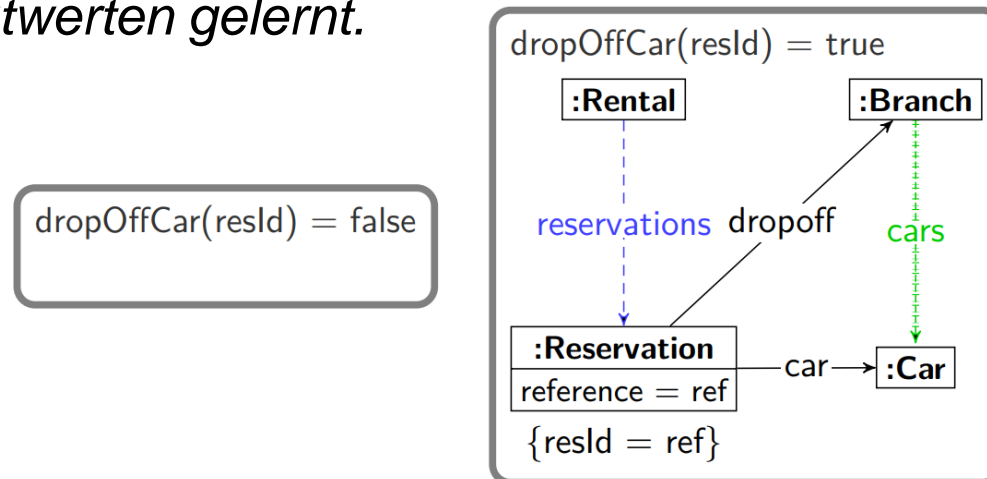 gelernt.
dropOffCar(resId) = false
dropOffCar(resId) = true
:Rental
:Branch
reservations
dropoff
cars
:Reservation
reference = ref
car
:Car
{resId = ref}